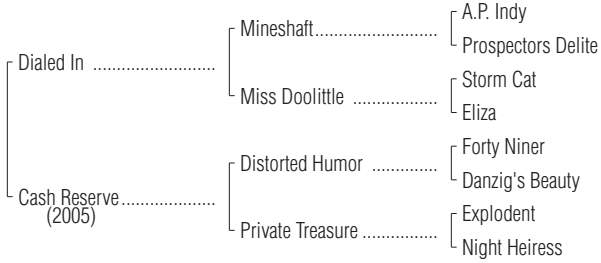 A.P. Indy
Mineshaft........................
Prospectors Delite
Dialed In ..........................
Storm Cat
Miss Doolittle ..................
Eliza
Forty Niner
Distorted Humor ..............
Danzig's Beauty
Cash Reserve....................
(2005)
Explodent
Private Treasure ................
Night Heiress